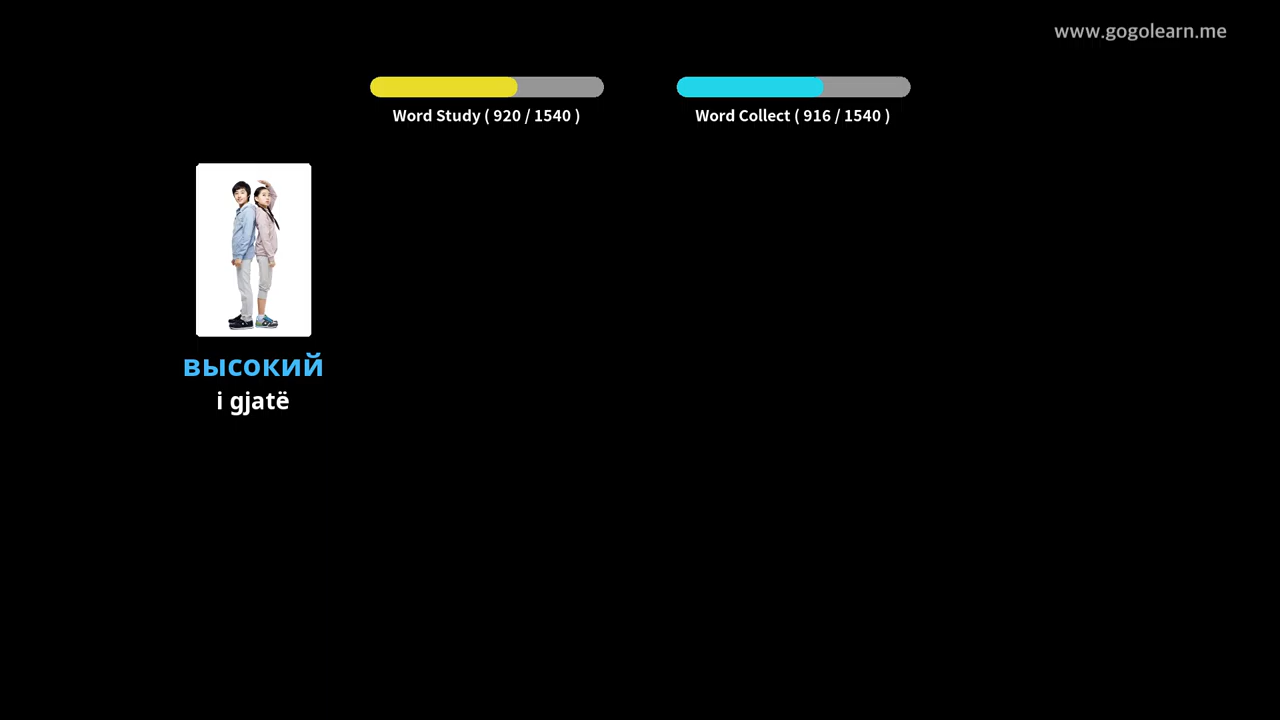 www.gogolearn.me
Word Study ( 920 / 1540 )
Word Collect ( 916 / 1540 )
высокий
i gjatë